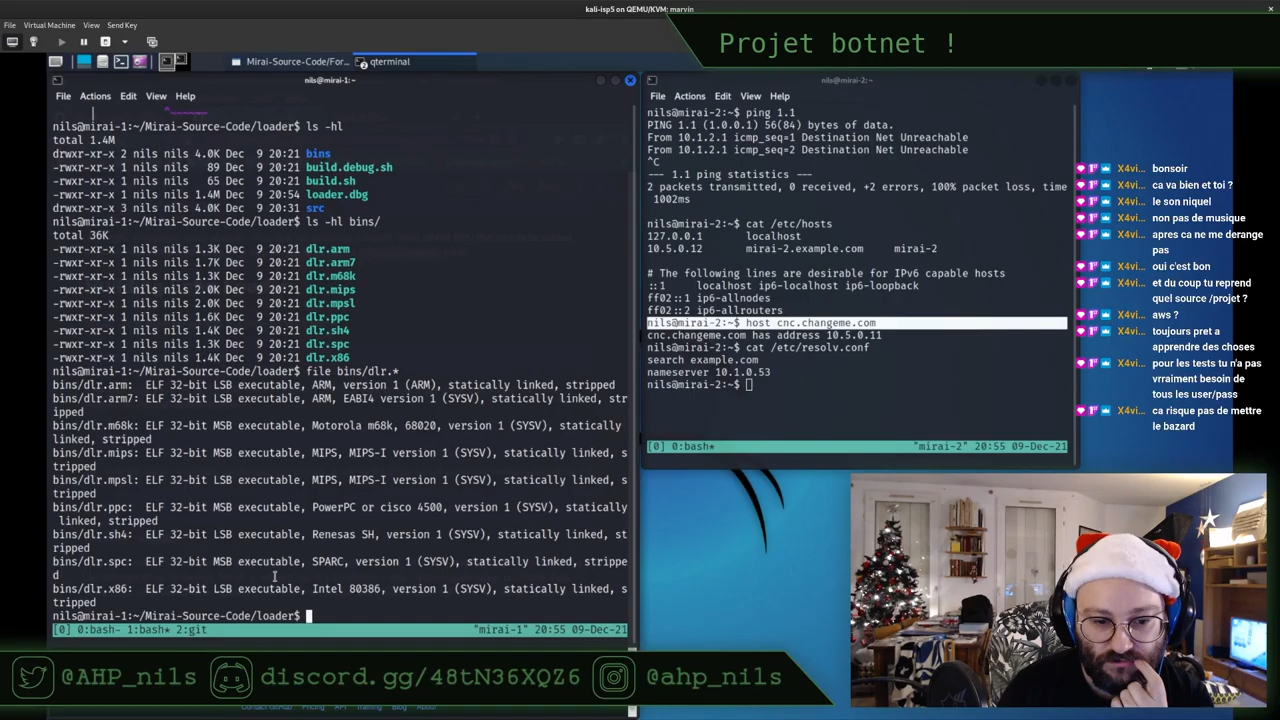 kali-isp5 on QEMU/KVM: marvin
File Virtual Machine View Send Key
Projet botnet !
Mirai-Source-Code/For...
qterminal
nils@mirai-1:~
File Actions Edit View Help
nils@mirai-1:~/Mirai-Source-Code/loader$ ls -hl
total 1.4M
drwxr-xr-x 2 nils nils 4.0K Dec 9 20:21 bins
-rwxr-xr-x 1 nils nils 89 Dec 9 20:21 build.debug.sh
-rwxr-xr-x 1 nils nils 65 Dec 9 20:21 build.sh
-rwxr-xr-x 1 nils nils 1.4M Dec 9 20:54 loader.dbg
drwxr-xr-x 3 nils nils 4.0K Dec 9 20:31 src
nils@mirai-1:~/Mirai-Source-Code/loader$ ls -hl bins/
total 36K
-rwxr-xr-x 1 nils nils 1.3K Dec 9 20:21 dlr.arm
-rwxr-xr-x 1 nils nils 1.7K Dec 9 20:21 dlr.arm7
-rwxr-xr-x 1 nils nils 1.3K Dec 9 20:21 dlr.m68k
-rwxr-xr-x 1 nils nils 2.0K Dec 9 20:21 dlr.mips
-rwxr-xr-x 1 nils nils 2.0K Dec 9 20:21 dlr.mpsl
-rwxr-xr-x 1 nils nils 1.6K Dec 9 20:21 dlr.ppc
-rwxr-xr-x 1 nils nils 1.4K Dec 9 20:21 dlr.sh4
-rwxr-xr-x 1 nils nils 1.5K Dec 9 20:21 dlr.spc
-rwxr-xr-x 1 nils nils 1.4K Dec 9 20:21 dlr.x86
nils@mirai-1:~/Mirai-Source-Code/loader$ file bins/dlr.*
bins/dlr.arm: ELF 32-bit LSB executable, ARM, version 1 (ARM), statically linked, stripped
bins/dlr.arm7: ELF 32-bit LSB executable, ARM, EABI4 version 1 (SYSV), statically linked, str
ipped
bins/dlr.m68k: ELF 32-bit MSB executable, Motorola m68k, 68020, version 1 (SYSV), statically
linked, stripped
bins/dlr.mips: ELF 32-bit MSB executable, MIPS, MIPS-I version 1 (SYSV), statically linked, s
tripped
bins/dlr.mpsl: ELF 32-bit LSB executable, MIPS, MIPS-I version 1 (SYSV), statically linked, s
tripped
bins/dlr.ppc: ELF 32-bit MSB executable, PowerPC or cisco 4500, version 1 (SYSV), statically
linked, stripped
bins/dlr.sh4: ELF 32-bit LSB executable, Renesas SH, version 1 (SYSV), statically linked, st
ripped
bins/dlr.spc: ELF 32-bit MSB executable, SPARC, version 1 (SYSV), statically linked, strippe
d
bins/dlr.x86: ELF 32-bit LSB executable, Intel 80386, version 1 (SYSV), statically linked, s
tripped
nils@mirai-1:~/Mirai-Source-Code/loader$
[0] 0:bash- 1:bash* 2:git "mirai-1" 20:55 09-Dec-21
nils@mirai-2:~
File Actions Edit View Help
nils@mirai-2:~$ ping 1.1
PING 1.1 (1.0.0.1) 56(84) bytes of data.
From 10.1.2.1 icmp_seq=1 Destination Net Unreachable
From 10.1.2.1 icmp_seq=2 Destination Net Unreachable
^C
--- 1.1 ping statistics ---
2 packets transmitted, 0 received, +2 errors, 100% packet loss, time
1002ms
nils@mirai-2:~$ cat /etc/hosts
127.0.0.1 localhost
10.5.0.12 mirai-2.example.com mirai-2
# The following lines are desirable for IPv6 capable hosts
::1 localhost ip6-localhost ip6-loopback
ff02::1 ip6-allnodes
ff02::2 ip6-allrouters
nils@mirai-2:~$ host cnc.changeme.com
cnc.changeme.com has address 10.5.0.11
nils@mirai-2:~$ cat /etc/resolv.conf
search example.com
nameserver 10.1.0.53
nils@mirai-2:~$
[0] 0:bash* "mirai-2" 20:55 09-Dec-21
X4vi... bonsoir
X4vi... ca va bien et toi ?
X4vi... le son niquel
X4vi... non pas de musique
X4vi... apres ca ne me derange
pas
X4vi... oui c'est bon
X4vi... et du coup tu reprend
quel source /projet ?
X4vi... aws ?
X4vi... toujours pret a
apprendre des choses
X4vi... pour les tests tu n'a pas
vrraiment besoin de
tous les user/pass
X4vi... ca risque pas de mettre
le bazard
@AHP_nils
discord.gg/48tN36XQZ6
@ahp_nils
Contact GitHub Pricing API Training Blog About